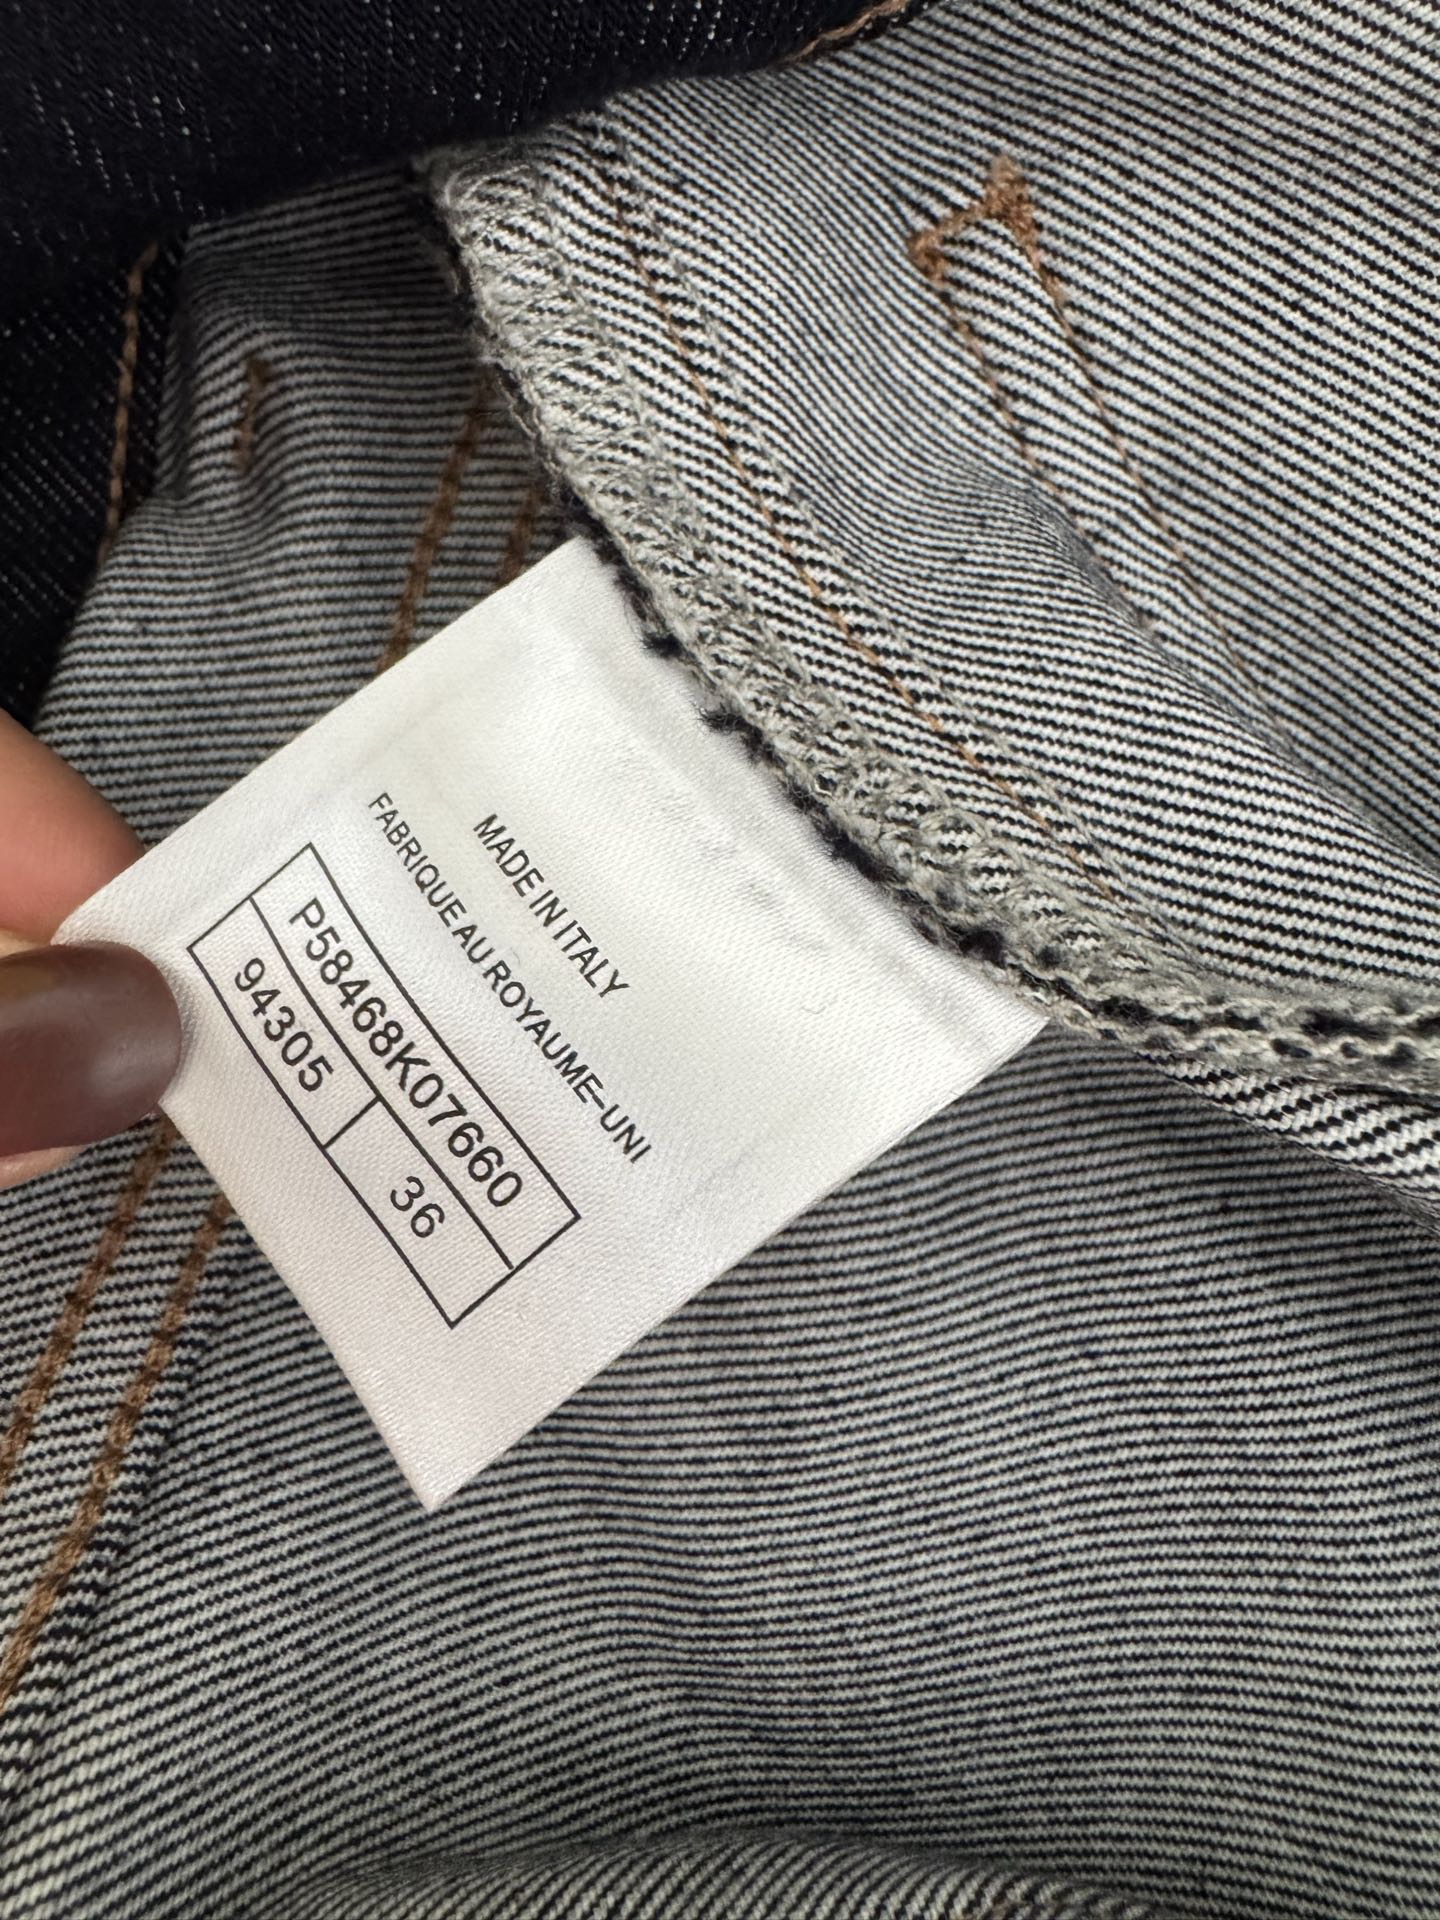 MADE IN ITALY
FABRIQUE AU ROYAUME-UNI
P58468K07660
94305 36